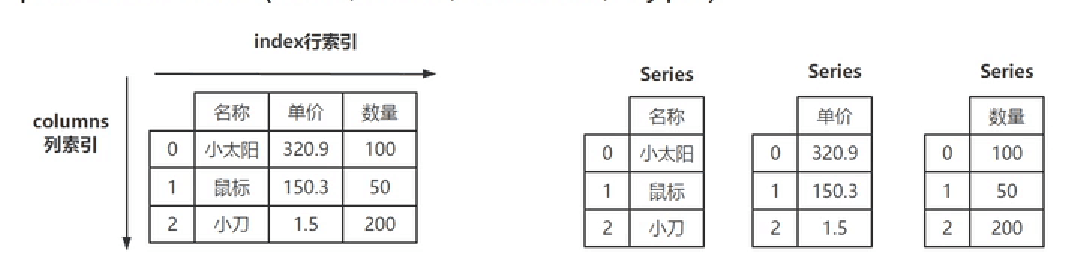 index行索引
columns
列索引
名称 单价 数量
0 小太阳 320.9 100
1 鼠标 150.3 50
2 小刀 1.5 200
Series
名称
0 小太阳
1 鼠标
2 小刀
Series
单价
0 320.9
1 150.3
2 1.5
Series
数量
0 100
1 50
2 200